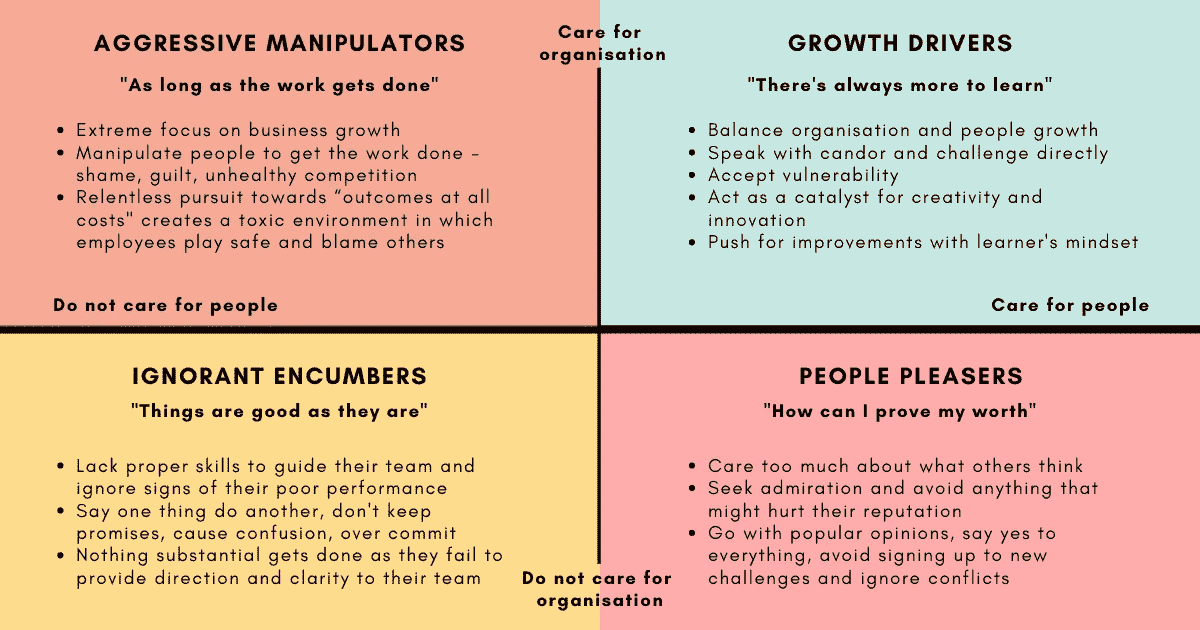 Care for
organisation
AGGRESSIVE MANIPULATORS
"As long as the work gets done"
• Extreme focus on business growth
• Manipulate people to get the work done -
shame, guilt, unhealthy competition
• Relentless pursuit towards “outcomes at all
costs" creates a toxic environment in which
employees play safe and blame others
Do not care for people
GROWTH DRIVERS
"There's always more to learn"
• Balance organisation and people growth
• Speak with candor and challenge directly
• Accept vulnerability
• Act as a catalyst for creativity and
innovation
• Push for improvements with learner's mindset
Care for people
IGNORANT ENCUMBERS
"Things are good as they are"
• Lack proper skills to guide their team and
ignore signs of their poor performance
• Say one thing do another, don't keep
promises, cause confusion, over commit
• Nothing substantial gets done as they fail to
provide direction and clarity to their team
PEOPLE PLEASERS
"How can I prove my worth"
• Care too much about what others think
• Seek admiration and avoid anything that
might hurt their reputation
• Go with popular opinions, say yes to
everything, avoid signing up to new
challenges and ignore conflicts
Do not care for
organisation